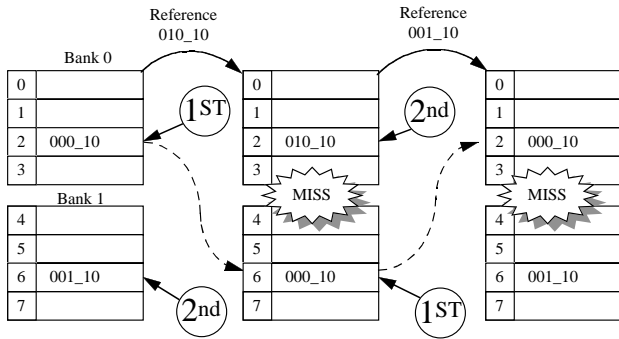 Reference
010_10
Reference
001_10
Bank 0
0
1
2 000_10
3
1ST
Bank 1
4
5
6 001_10
7
2nd
0
1
2 010_10
3
2nd
MISS
4
5
6 000_10
7
1ST
0
1
2 000_10
3
MISS
4
5
6 001_10
7